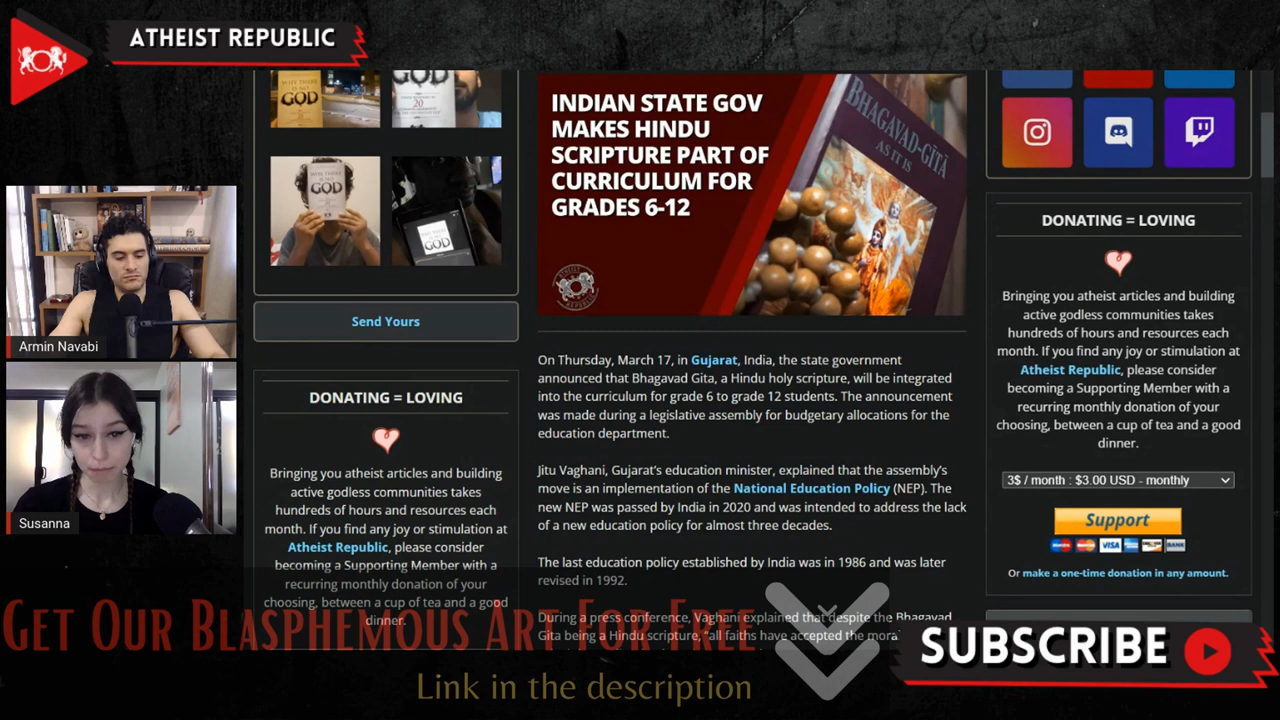 ATHEIST REPUBLIC
GOD
GOD
20
GOD
GOD
Send Yours
DONATING = LOVING
Bringing you atheist articles and building
active godless communities takes
hundreds of hours and resources each
month. If you find any joy or stimulation at
Atheist Republic, please consider
becoming a Supporting Member with a
recurring monthly donation of your
choosing, between a cup of tea and a good
dinner.
INDIAN STATE GOV
MAKES HINDU
SCRIPTURE PART OF
CURRICULUM FOR
GRADES 6-12
BHAGAVAD-GĪTĀ
AS IT IS
On Thursday, March 17, in Gujarat, India, the state government
announced that Bhagavad Gita, a Hindu holy scripture, will be integrated
into the curriculum for grade 6 to grade 12 students. The announcement
was made during a legislative assembly for budgetary allocations for the
education department.
Jitu Vaghani, Gujarat's education minister, explained that the assembly's
move is an implementation of the National Education Policy (NEP). The
new NEP was passed by India in 2020 and was intended to address the lack
of a new education policy for almost three decades.
The last education policy established by India was in 1986 and was later
revised in 1992.
During a press conference, Vaghani explained that despite the Bhagavad
Gita being a Hindu scripture, "all faiths have accepted the mora
DONATING = LOVING
Bringing you atheist articles and building
active godless communities takes
hundreds of hours and resources each
month. If you find any joy or stimulation at
Atheist Republic, please consider
becoming a Supporting Member with a
recurring monthly donation of your
choosing, between a cup of tea and a good
dinner.
3$ / month : $3.00 USD - monthly
Support
VISA
BANK
Or make a one-time donation in any amount.
Armin Navabi
Susanna
Get Our Blasphemous Art For Free
Link in the description
SUBSCRIBE